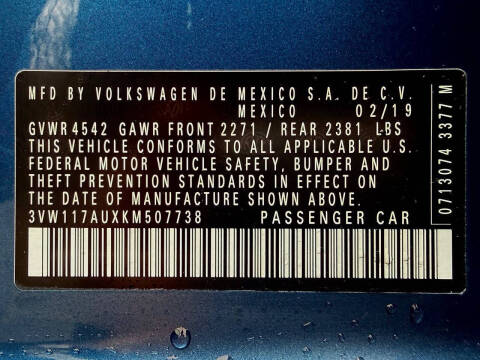 MFD BY VOLKSWAGEN DE MEXICO S.A. DE C.V.
MEXICO 02/19
GVWR 4542 GAWR FRONT 2271 / REAR 2381 LBS
THIS VEHICLE CONFORMS TO ALL APPLICABLE U.S.
FEDERAL MOTOR VEHICLE SAFETY, BUMPER AND
THEFT PREVENTION STANDARDS IN EFFECT ON
THE DATE OF MANUFACTURE SHOWN ABOVE.
3VW117AUXKM507738 PASSENGER CAR
0713074 3377 M